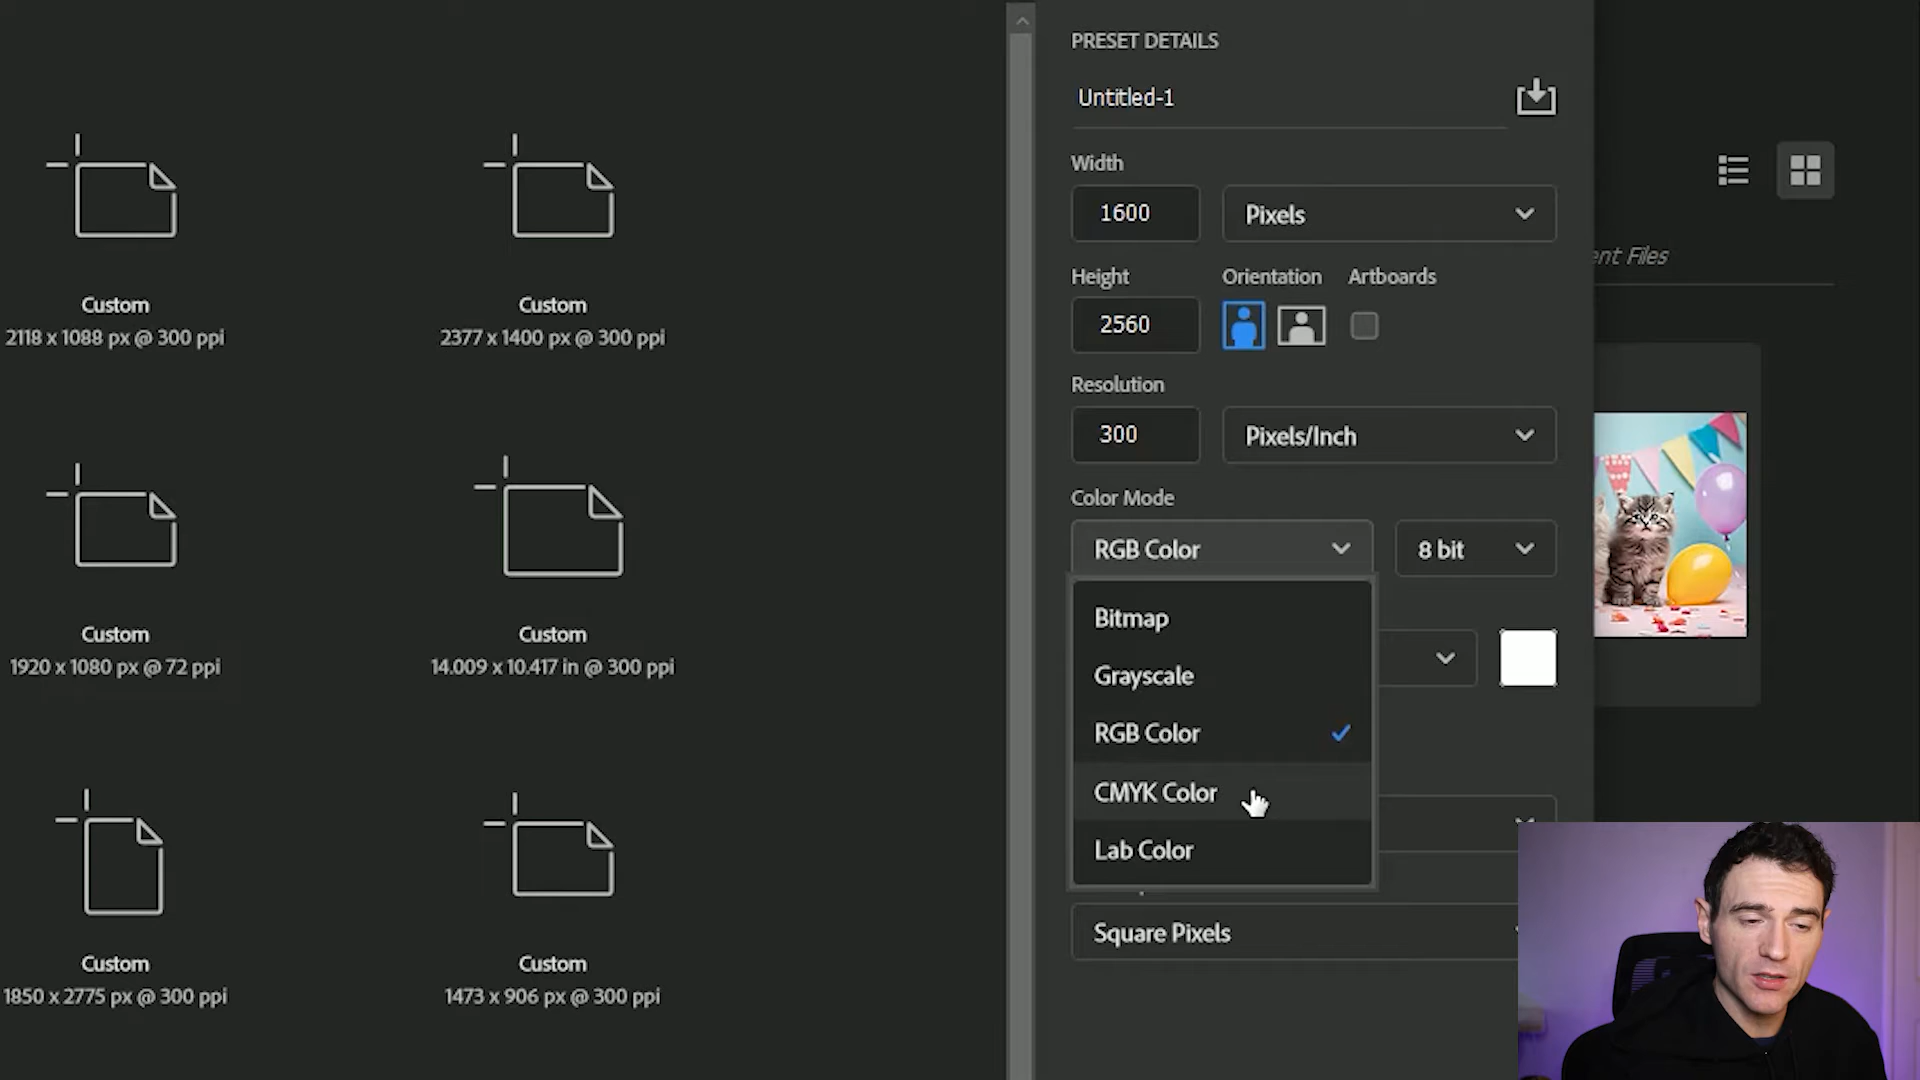 PRESET DETAILS
Untitled-1
Width
1600
Pixels
Height
Orientation
Artboards
2560
Resolution
300
Pixels/Inch
Color Mode
RGB Color
8 bit
Bitmap
Grayscale
RGB Color
CMYK Color
Lab Color
Square Pixels
Custom
2118 x 1088 px @ 300 ppi
Custom
2377 x 1400 px @ 300 ppi
Custom
1920 x 1080 px @ 72 ppi
Custom
14.009 x 10.417 in @ 300 ppi
Custom
1850 x 2775 px @ 300 ppi
Custom
1473 x 906 px @ 300 ppi
Files